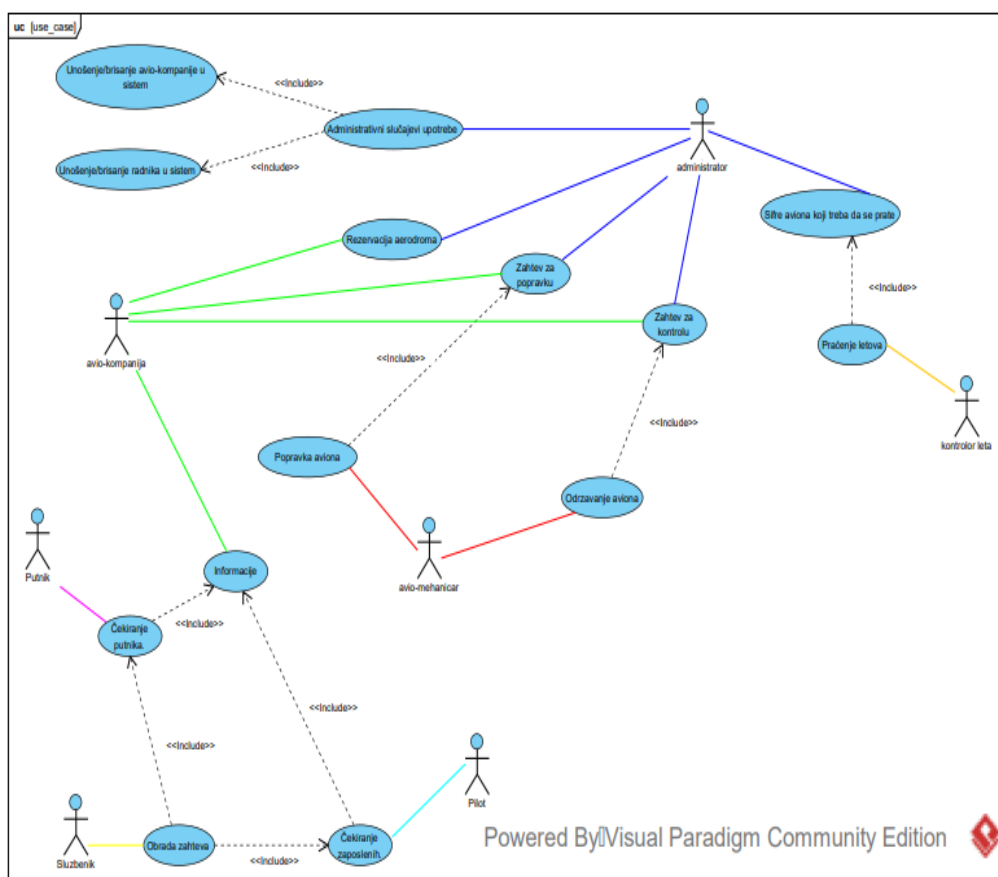 uc [use_case]
Unošenje/brisanje avio-kompanije u
sistem
<<Include>>
Administrativni slučajevi upotrebe
<<Include>>
Unošenje/brisanje radnika u sistem
administrator
Sifre aviona koji treba da se prate
Rezervacija aerodroma
Zahtev za
popravku
<<Include>>
Zahtev za
kontrolu
Praćenje letova
avio-kompanija
<<Include>>
kontrolor leta
<<Include>>
Popravka aviona
Odrzavanje aviona
Putnik
Informacije
avio-mehanicar
<<Include>>
Čekiranje
putnika.
<<Include>>
<<Include>>
Pilot
Sluzbenik
Obrada zahteva
<<Include>>
Čekiranje
zaposlenih.
Powered By Visual Paradigm Community Edition